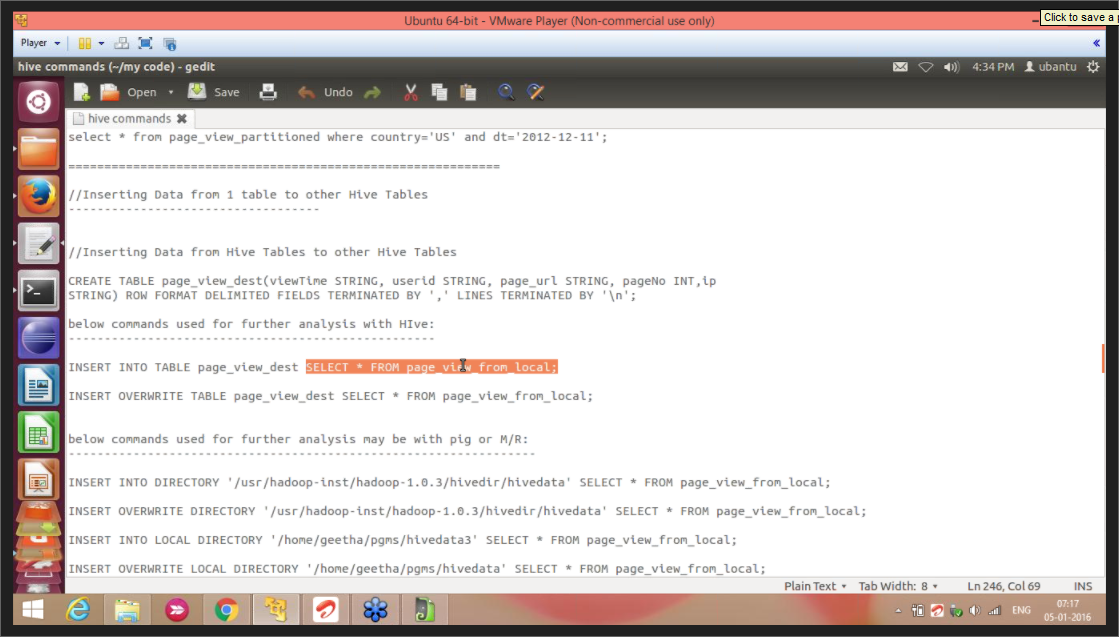 Ubuntu 64-bit - VMware Player (Non-commercial use only)
Click to save a
Player
hive commands (~/my code) - gedit
4:34 PM ubantu
Open Save Undo
hive commands
select * from page_view_partitioned where country='US' and dt='2012-12-11';
============================================================
//Inserting Data from 1 table to other Hive Tables
-----------------------------------
//Inserting Data from Hive Tables to other Hive Tables
CREATE TABLE page_view_dest(viewTime STRING, userid STRING, page_url STRING, pageNo INT,ip
STRING) ROW FORMAT DELIMITED FIELDS TERMINATED BY ',' LINES TERMINATED BY '\n';
below commands used for further analysis with HIve:
---------------------------------------------------
INSERT INTO TABLE page_view_dest SELECT * FROM page_view_from_local;
INSERT OVERWRITE TABLE page_view_dest SELECT * FROM page_view_from_local;
below commands used for further analysis may be with pig or M/R:
-----------------------------------------------------------------
INSERT INTO DIRECTORY '/usr/hadoop-inst/hadoop-1.0.3/hivedir/hivedata' SELECT * FROM page_view_from_local;
INSERT OVERWRITE DIRECTORY '/usr/hadoop-inst/hadoop-1.0.3/hivedir/hivedata' SELECT * FROM page_view_from_local;
INSERT INTO LOCAL DIRECTORY '/home/geetha/pgms/hivedata3' SELECT * FROM page_view_from_local;
INSERT OVERWRITE LOCAL DIRECTORY '/home/geetha/pgms/hivedata' SELECT * FROM page_view_from_local;
Plain Text Tab Width: 8 Ln 246, Col 69 INS
ENG
07:17
05-01-2016